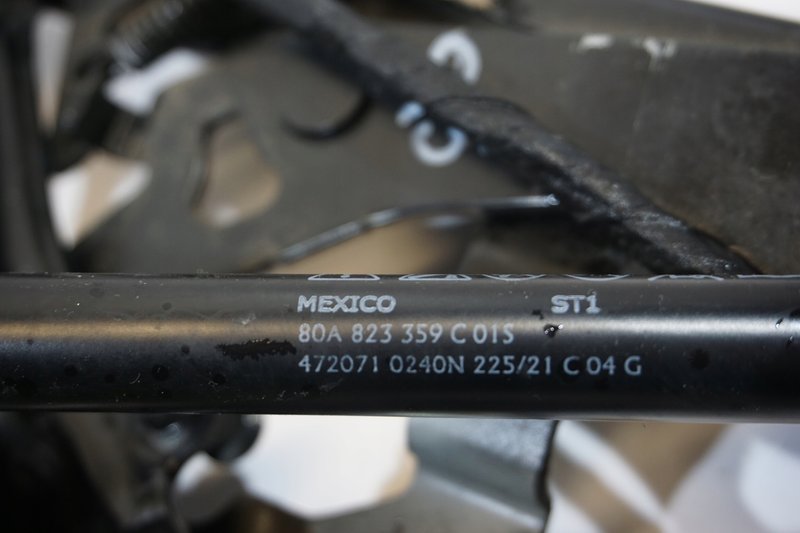 MEXICO ST1
80A 823 359 C 01S
472071 0240N 225/21 C 04 G